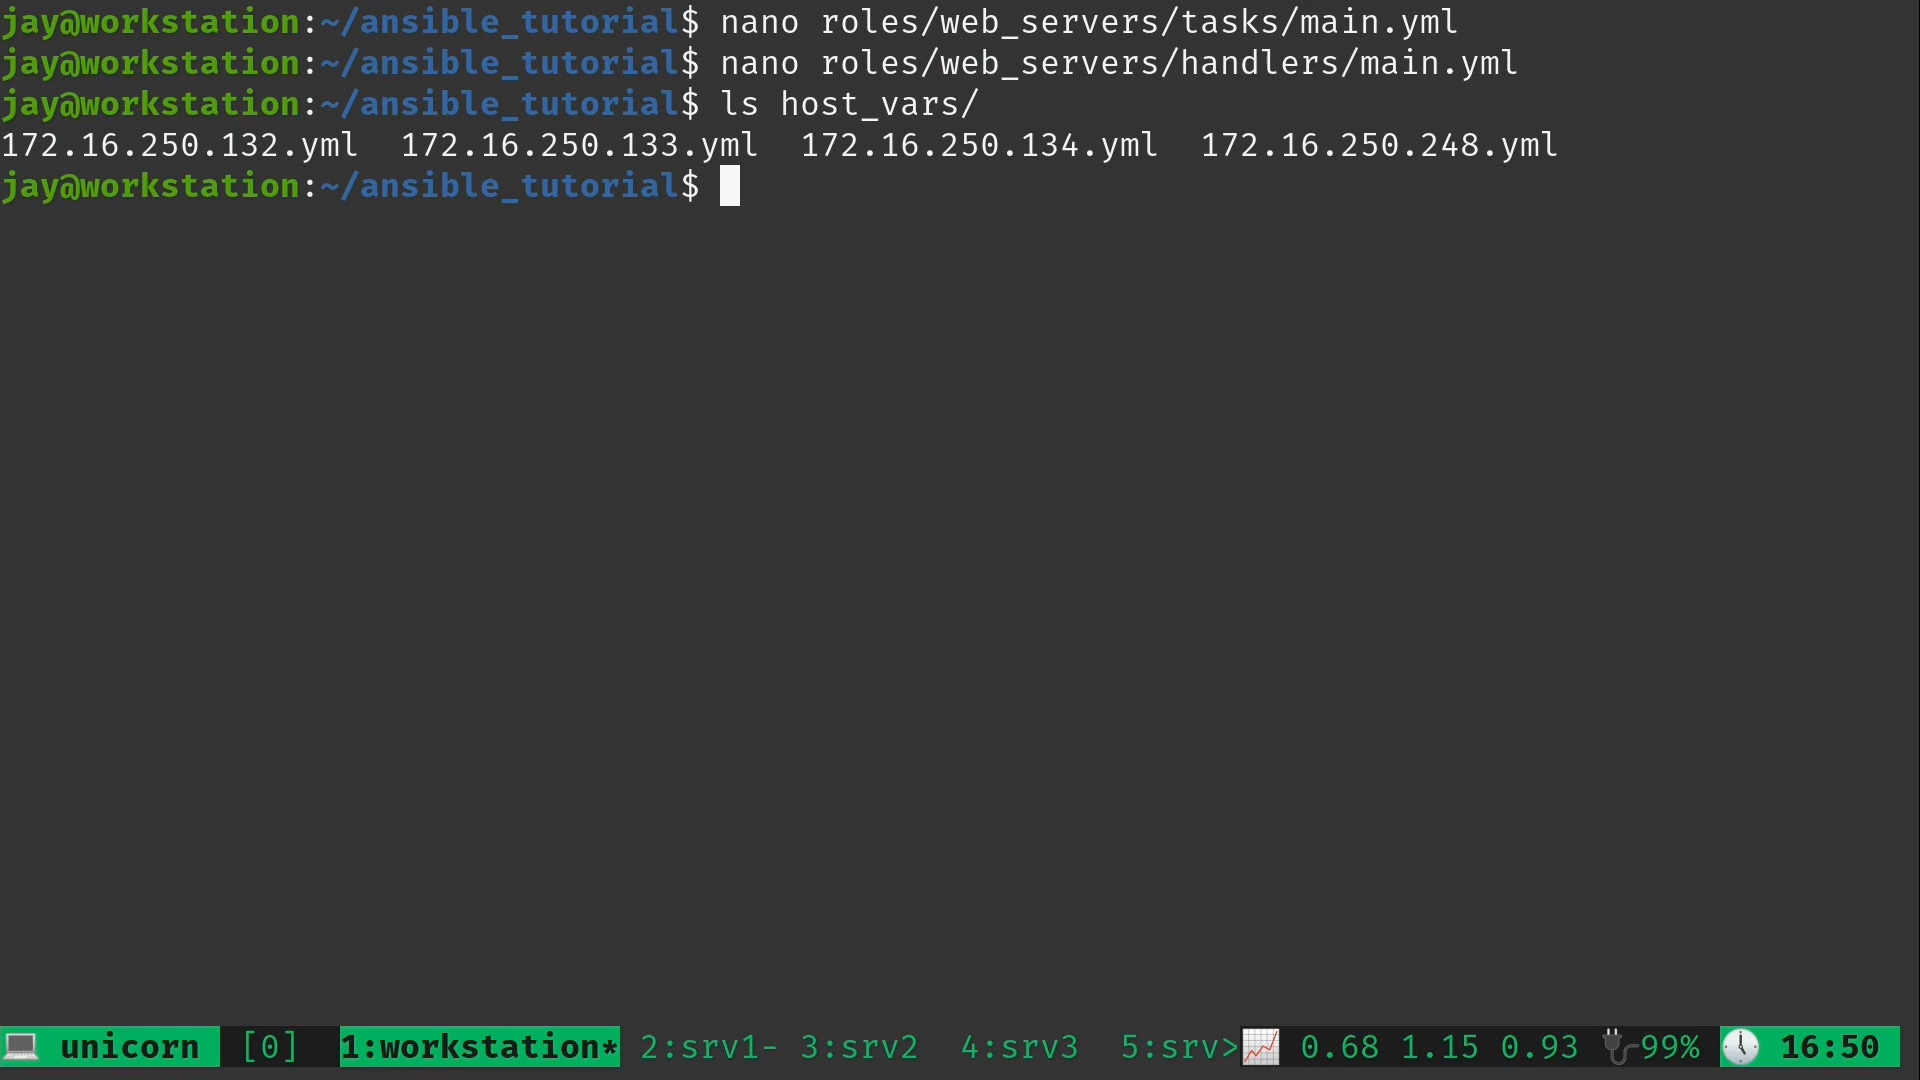 jay@workstation:~/ansible_tutorial$ nano roles/web_servers/tasks/main.yml
jay@workstation:~/ansible_tutorial$ nano roles/web_servers/handlers/main.yml
jay@workstation:~/ansible_tutorial$ ls host_vars/
172.16.250.132.yml  172.16.250.133.yml  172.16.250.134.yml  172.16.250.248.yml
jay@workstation:~/ansible_tutorial$
unicorn [0] 1:workstation* 2:srv1- 3:srv2 4:srv3 5:srv> 0.68 1.15 0.93 99% 16:50